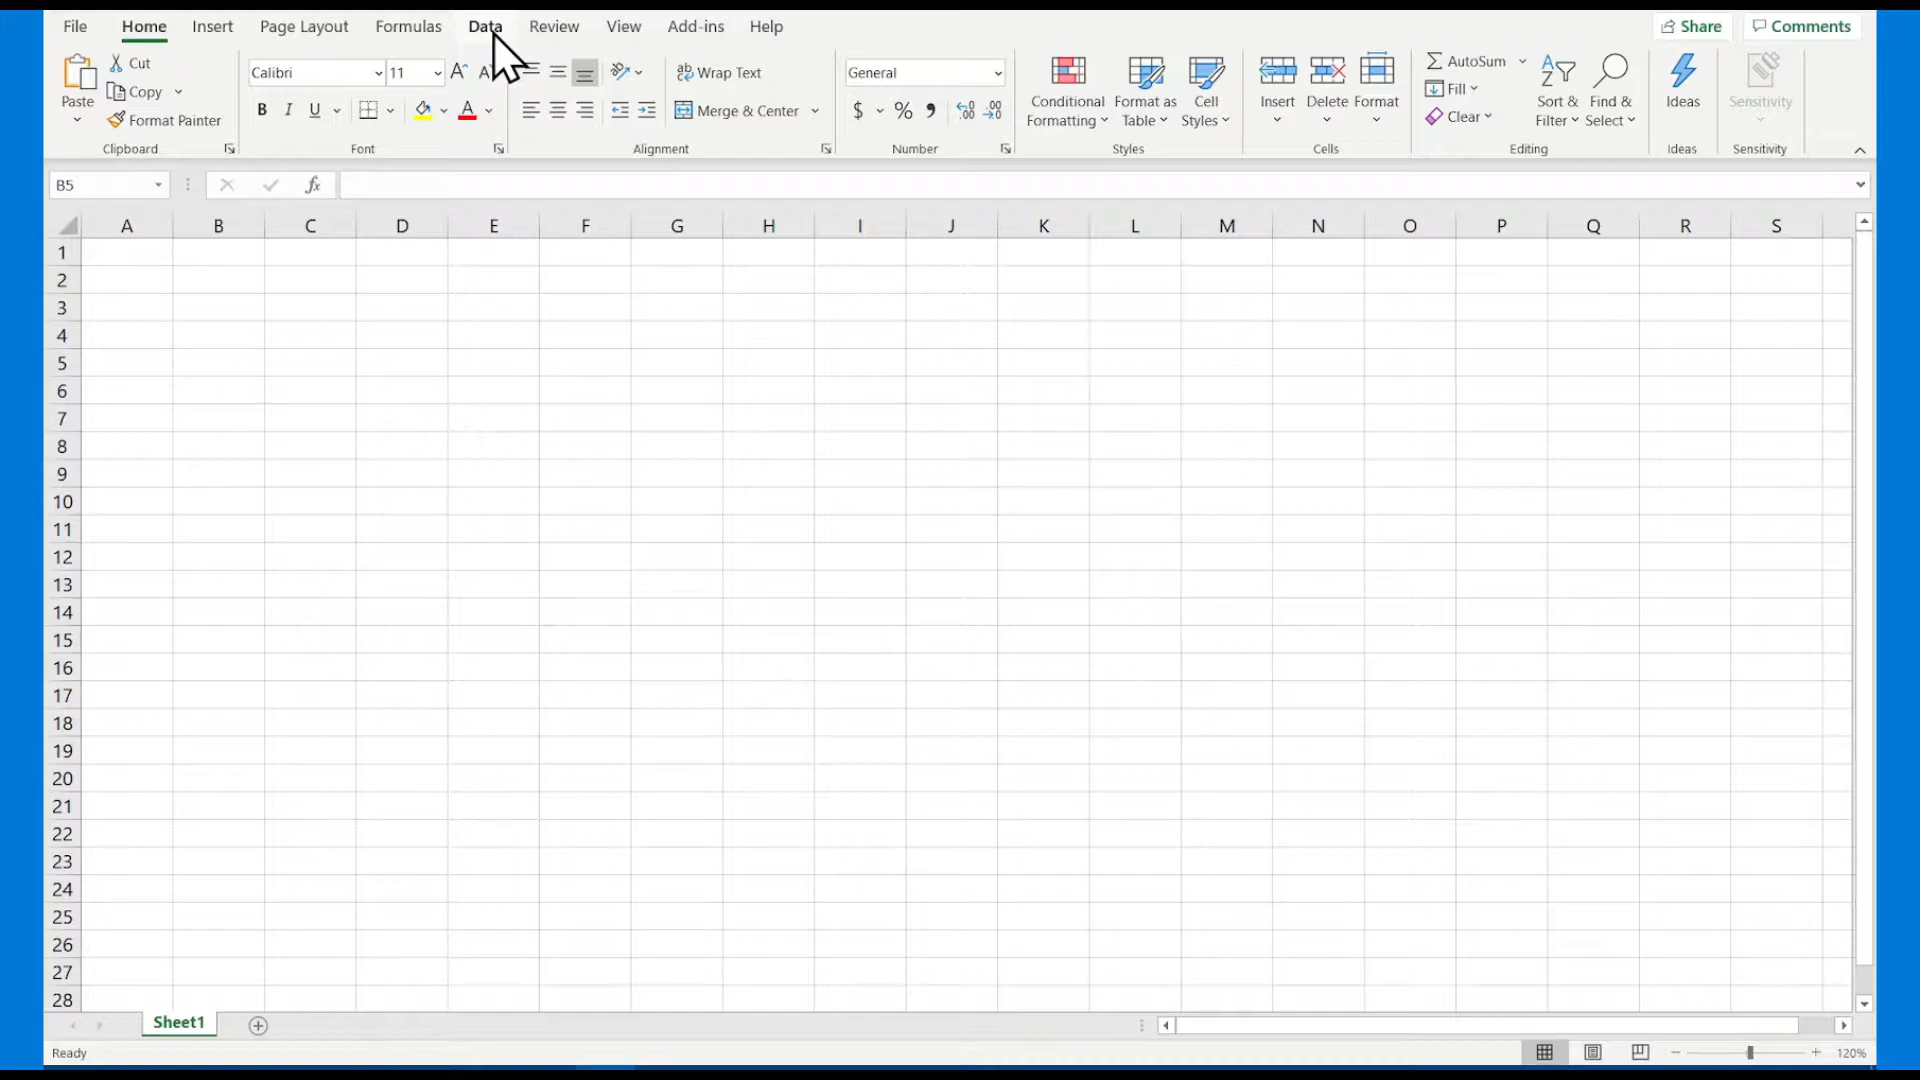 File Home Insert Page Layout Formulas Data Review View Add-ins Help Share Comments
Paste Cut Copy Format Painter Clipboard
Calibri 11 A A B I U A Font
ab Wrap Text Merge & Center Alignment
General $ % , .00 .00 Number
Conditional Formatting Format as Table Cell Styles Styles
Insert Delete Format Cells
AutoSum Fill Clear Sort & Filter Find & Select Editing
Ideas Ideas
Sensitivity Sensitivity
B5 fx
A B C D E F G H I J K L M N O P Q R S
1
2
3
4
5
6
7
8
9
10
11
12
13
14
15
16
17
18
19
20
21
22
23
24
25
26
27
28
Sheet1
Ready 120%